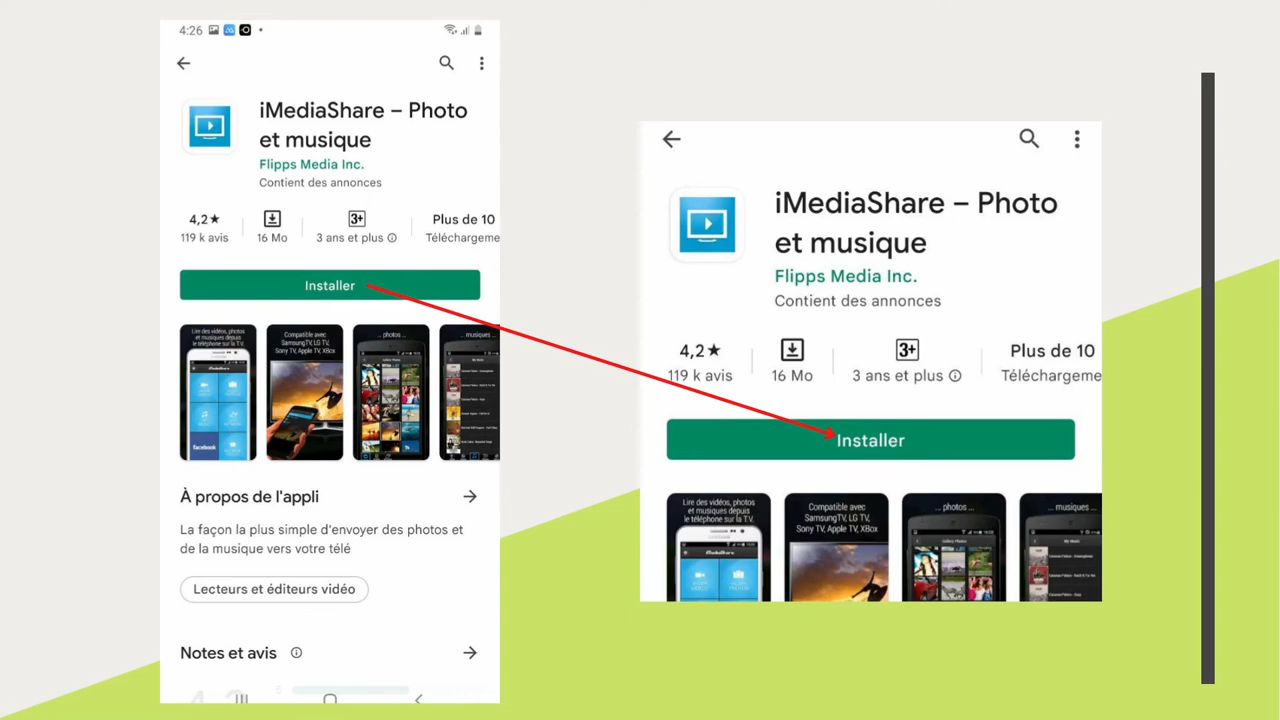 4:26
iMediaShare – Photo
et musique
Flipps Media Inc.
Contient des annonces
4,2★
119 k avis
16 Mo
3+
3 ans et plus
Plus de 10
Téléchargeme
Installer
Lire des vidéos, photos
et musiques depuis
le téléphone sur la T.V.
facebook
Compatible avec
SamsungTV, LG TV,
Sony TV, Apple TV, XBox
... photos ...
... musiques
À propos de l'appli
La façon la plus simple d'envoyer des photos et
de la musique vers votre télé
Lecteurs et éditeurs vidéo
Notes et avis
iMediaShare – Photo
et musique
Flipps Media Inc.
Contient des annonces
4,2★
119 k avis
16 Mo
3+
3 ans et plus
Plus de 10
Téléchargeme
Installer
Lire des vidéos, photos
et musiques depuis
le téléphone sur la T.V.
iMediaShare
Compatible avec
SamsungTV, LG TV,
Sony TV, Apple TV, XBox
... photos ...
Gallery Photos
... musiques
My Music